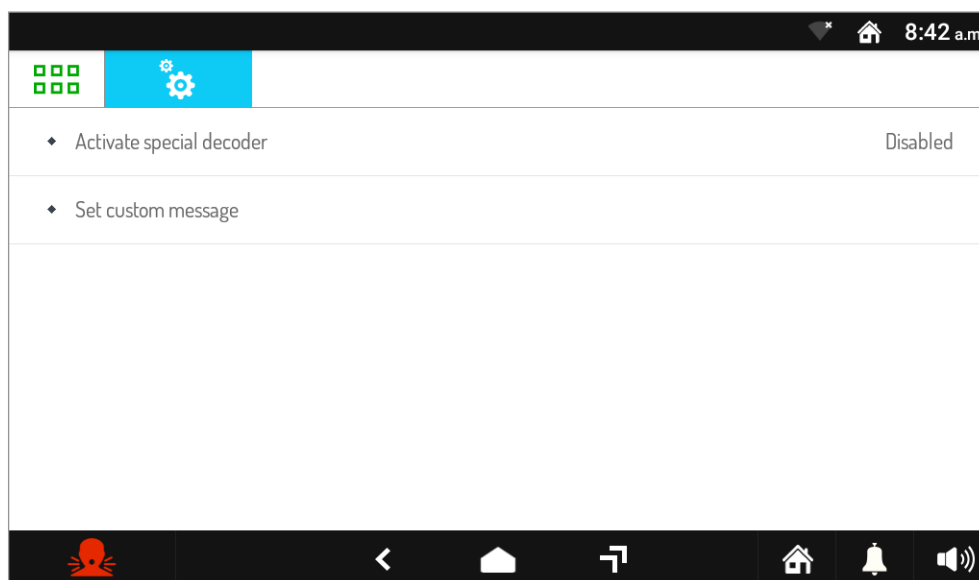 8:42 a.m
Activate special decoder Disabled
Set custom message